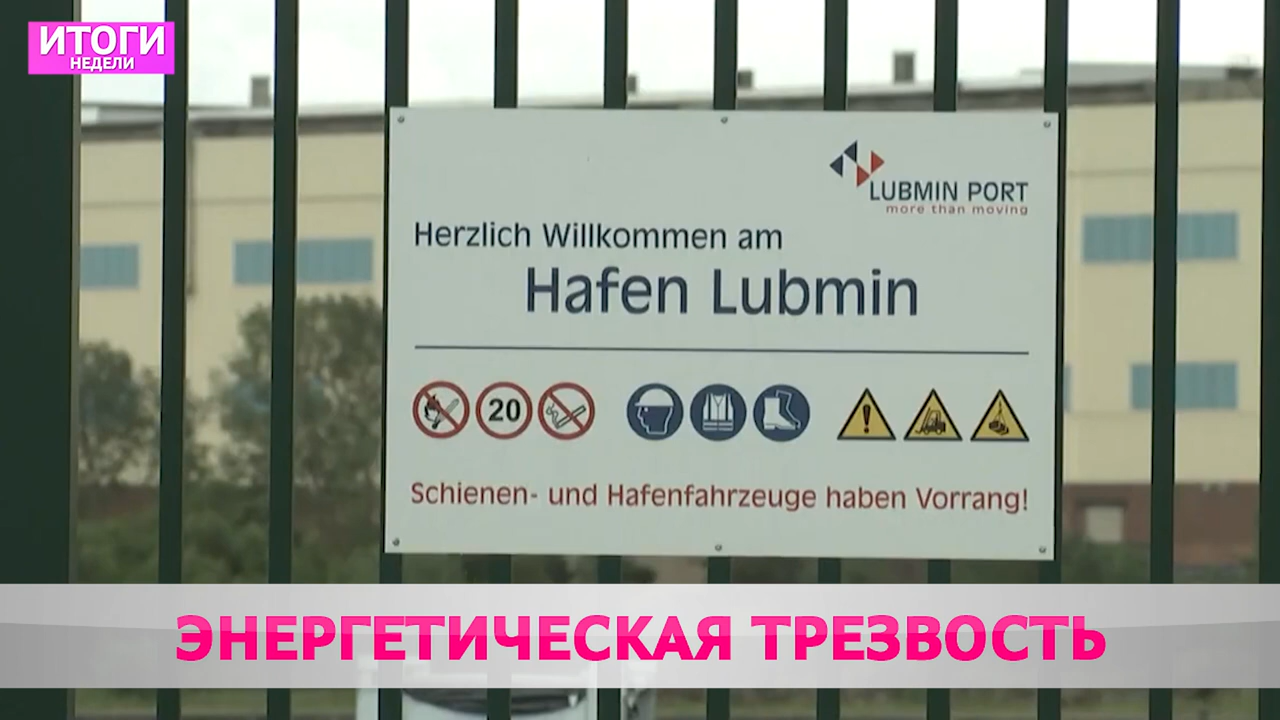 ИТОГИ
НЕДЕЛИ
LUBMIN PORT
more than moving
Herzlich Willkommen am
Hafen Lubmin
20
Schienen- und Hafenfahrzeuge haben Vorrang!
ЭНЕРГЕТИЧЕСКАЯ ТРЕЗВОСТЬ